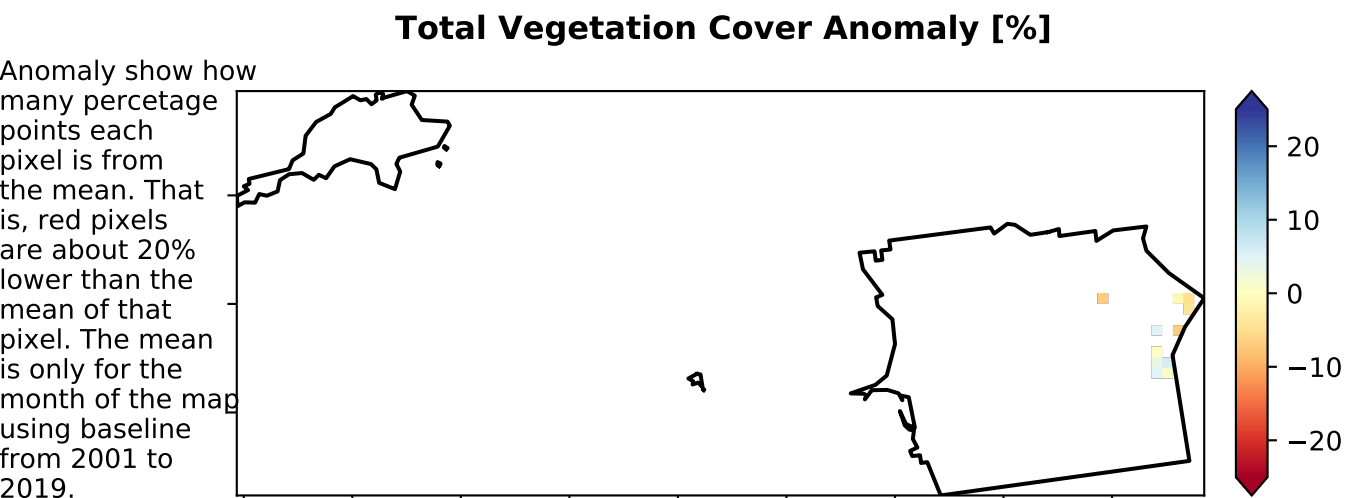 Total Vegetation Cover Anomaly [%]
Anomaly show how
many percetage
points each
pixel is from
the mean. That
is, red pixels
are about 20%
lower than the
mean of that
pixel. The mean
is only for the
month of the map
using baseline
from 2001 to
2019.
20
10
0
−10
−20